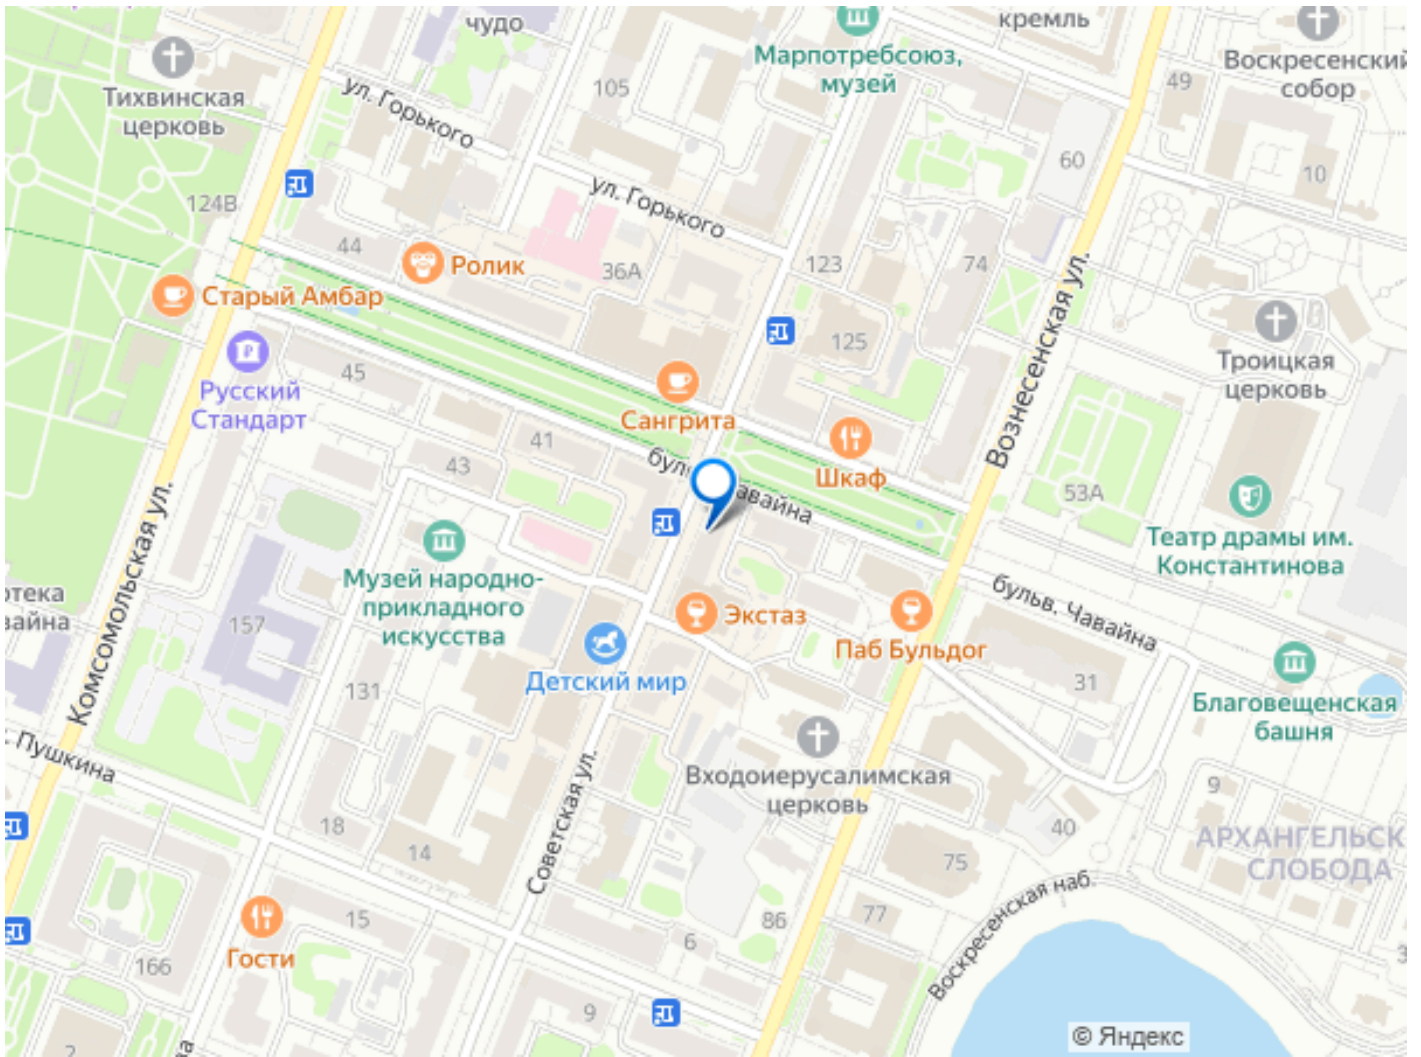 чудо
кремль
Марпотребсоюз,
музей
Воскресенский
собор
Тихвинская
церковь
ул. Горького
105
49
60
10
124В
ул. Горького
44
Ролик
36А
123
74
Старый Амбар
125
Вознесенская ул.
Троицкая
церковь
Русский
Стандарт
45
Сангрита
41
43
Шкаф
53А
Театр драмы им.
Константинова
Комсомольская ул.
Музей народно-
прикладного
искусства
157
Экстаз
Паб Бульдог
бульв. Чавайна
31
Благовещенская
башня
Детский мир
131
Пушкина
Входоиерусалимская
церковь
9
Советская ул.
18
14
40
75
АРХАНГЕЛЬСК
СЛОБОДА
Воскресенская наб.
15
86
77
6
Гости
166
9
2
© Яндекс